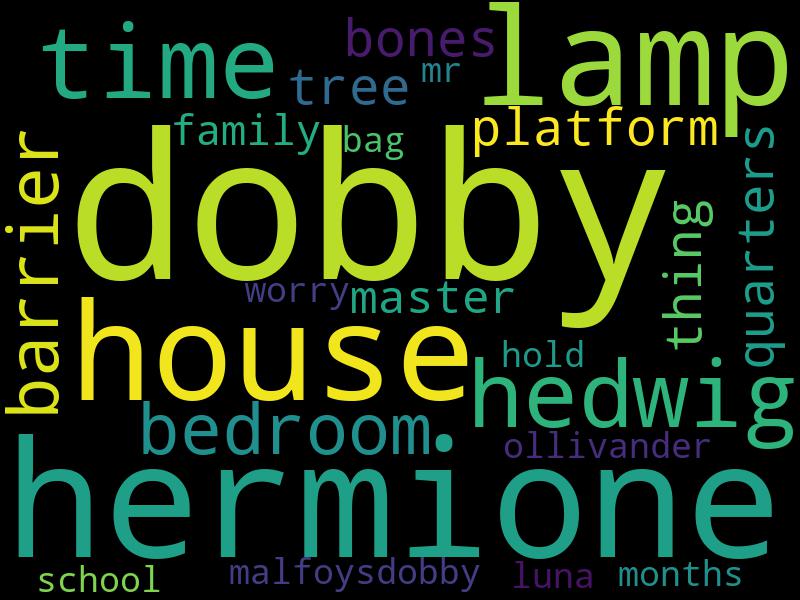 lamp
time
bones
mr
tree
family
bag
platform
dobby
barrier
thing
quarters
worry
master
house
hold
hedwig
bedroom
ollivander
hermione
school
malfoysdobby
luna
months